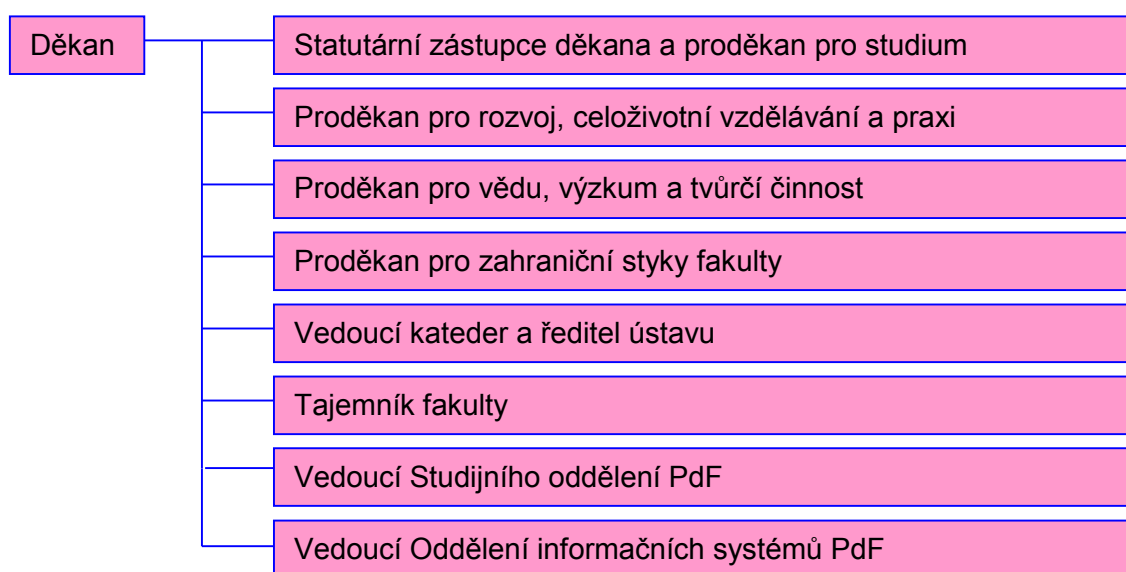 Děkan
Statutární zástupce děkana a proděkan pro studium
Proděkan pro rozvoj, celoživotní vzdělávání a praxi
Proděkan pro vědu, výzkum a tvůrčí činnost
Proděkan pro zahraniční styky fakulty
Vedoucí kateder a ředitel ústavu
Tajemník fakulty
Vedoucí Studijního oddělení PdF
Vedoucí Oddělení informačních systémů PdF